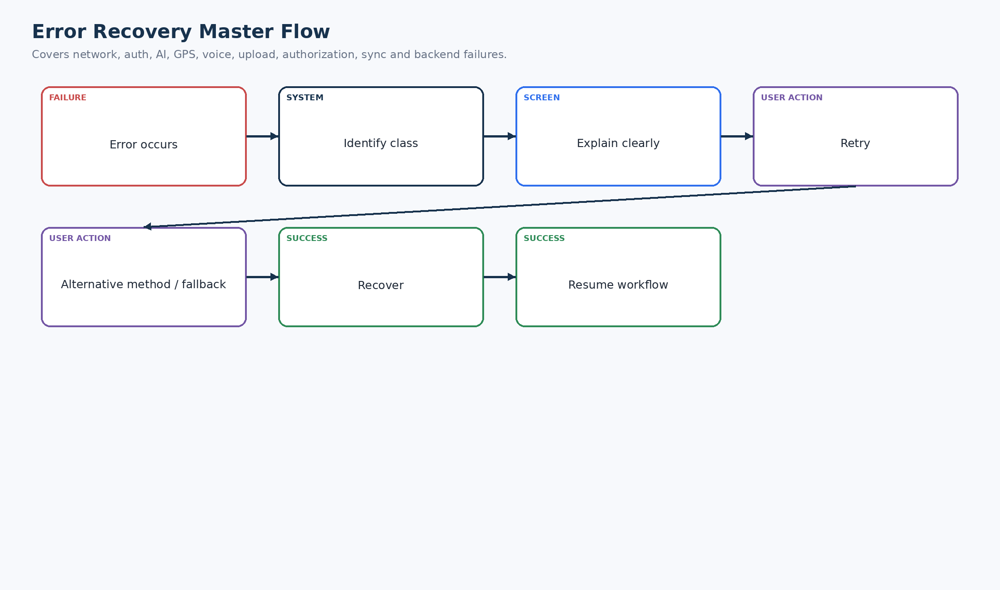 Error Recovery Master Flow
Covers network, auth, AI, GPS, voice, upload, authorization, sync and backend failures.
FAILURE
Error occurs
SYSTEM
Identify class
SCREEN
Explain clearly
USER ACTION
Retry
USER ACTION
Alternative method / fallback
SUCCESS
Recover
SUCCESS
Resume workflow